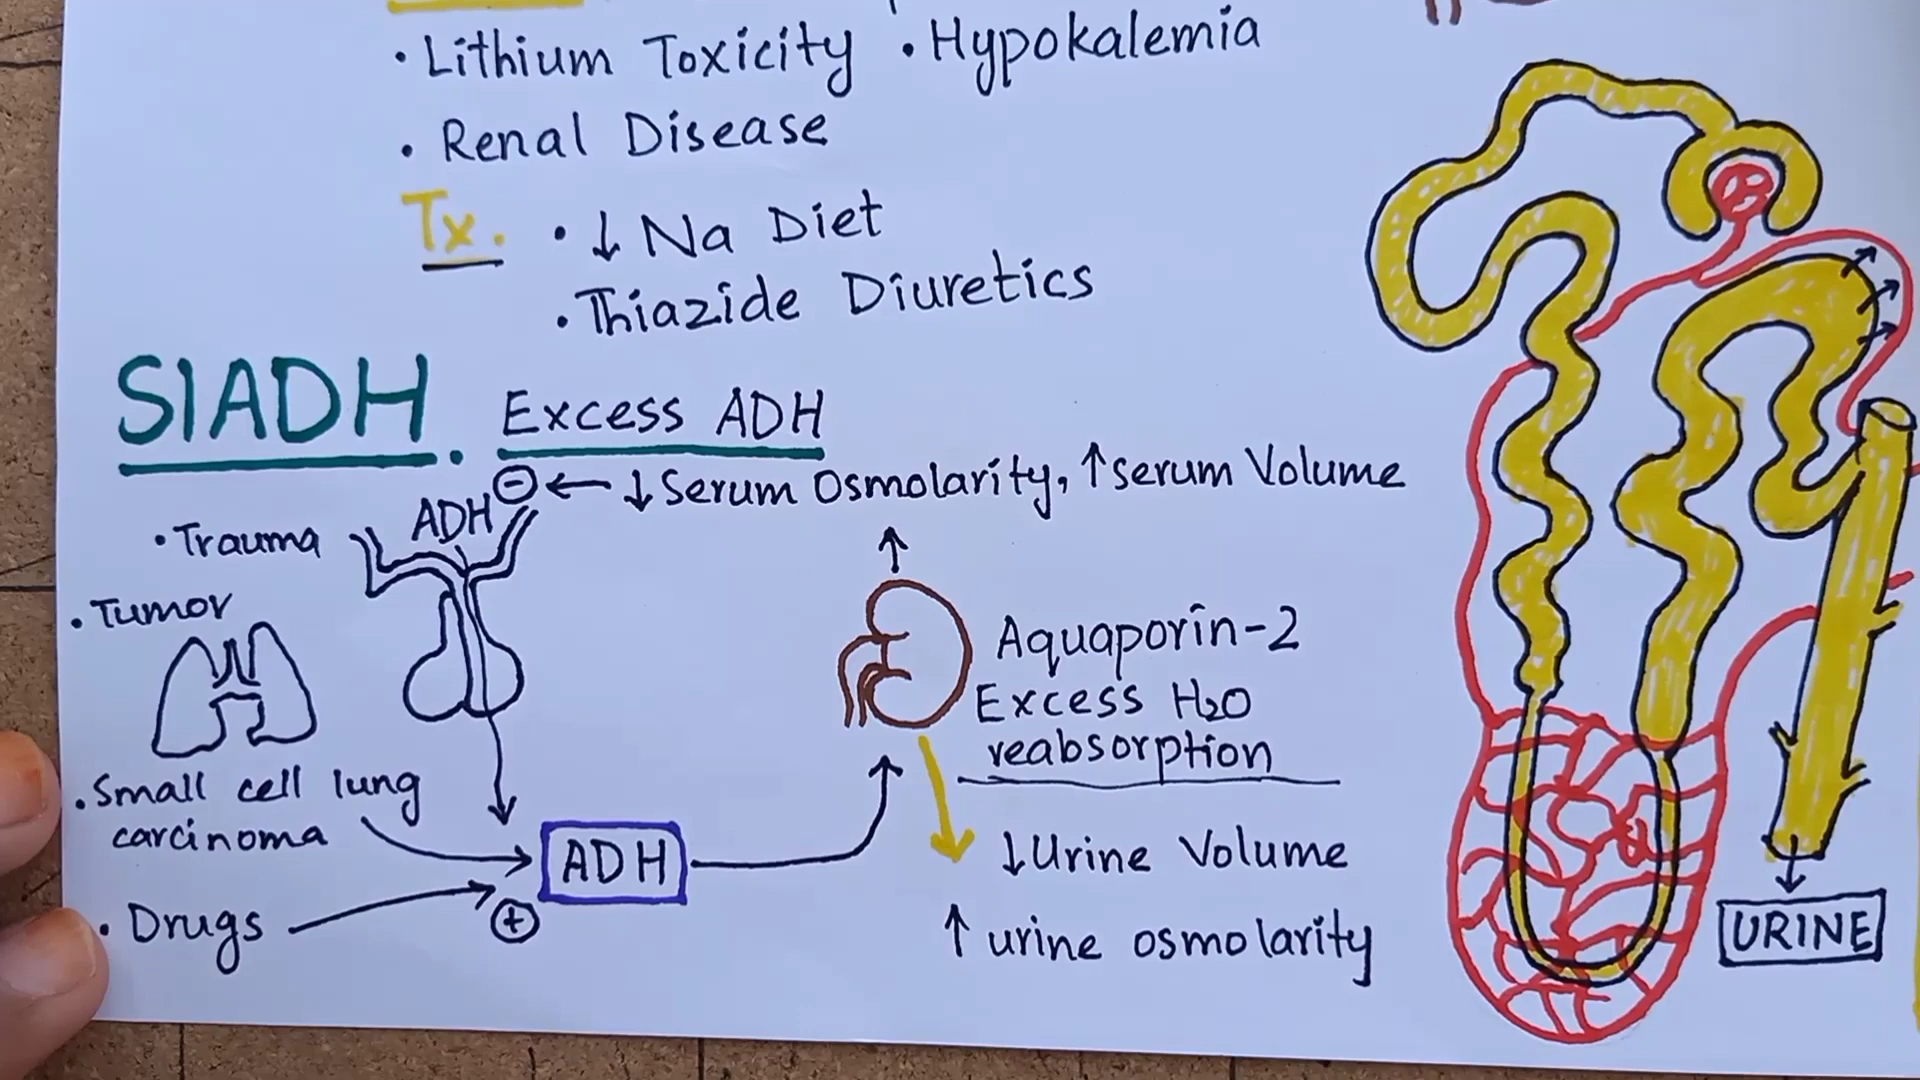 • Lithium Toxicity • Hypokalemia
• Renal Disease
Tx. • ↓ Na Diet
• Thiazide Diuretics
SIADH. Excess ADH
ADH ⊖ ← ↓ Serum Osmolarity, ↑ serum Volume
• Trauma
• Tumor
Aquaporin-2
Excess H2O
reabsorption
• Small cell lung
carcinoma
ADH
↓ Urine Volume
• Drugs ⊕
↑ urine osmolarity
URINE